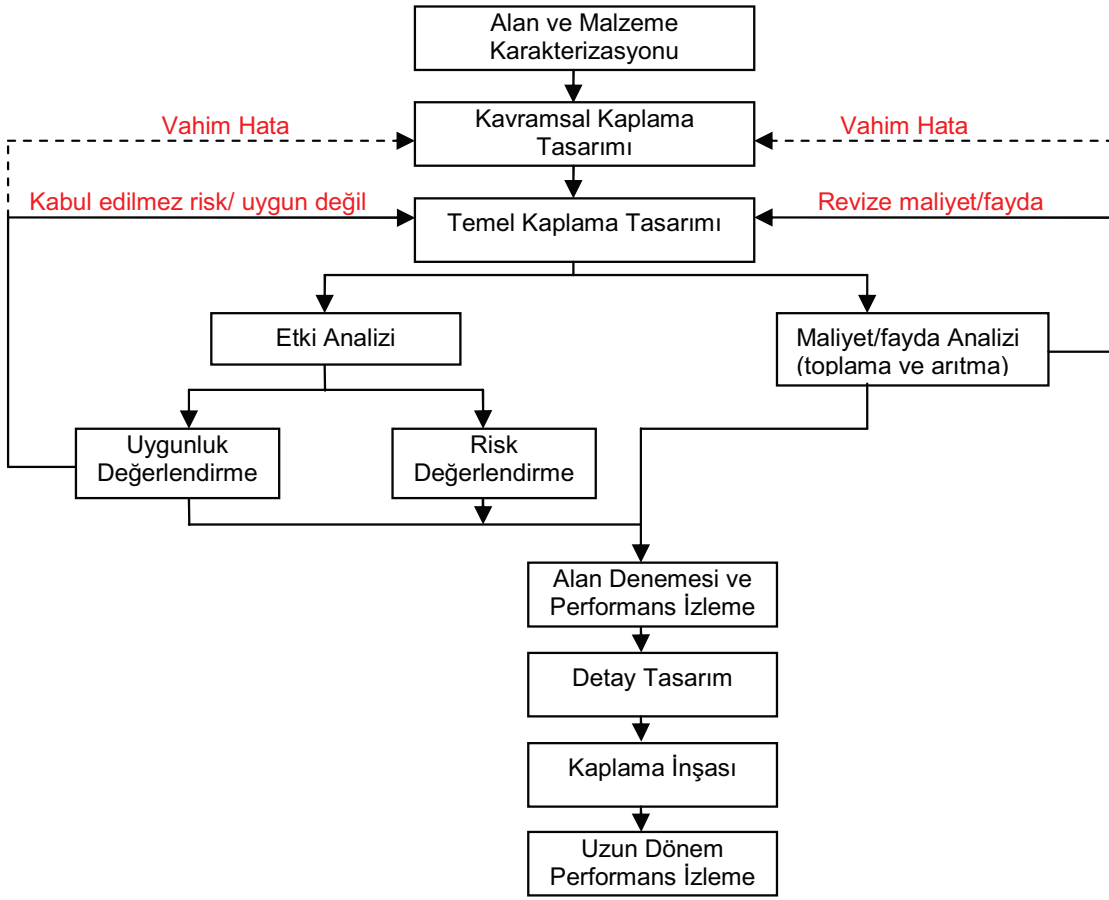 Alan ve Malzeme
Karakterizasyonu
Vahim Hata
Kavramsal Kaplama
Tasarımı
Vahim Hata
Kabul edilmez risk/ uygun değil
Temel Kaplama Tasarımı
Revize maliyet/fayda
Etki Analizi
Maliyet/fayda Analizi
(toplama ve arıtma)
Uygunluk
Değerlendirme
Risk
Değerlendirme
Alan Denemesi ve
Performans İzleme
Detay Tasarım
Kaplama İnşası
Uzun Dönem
Performans İzleme